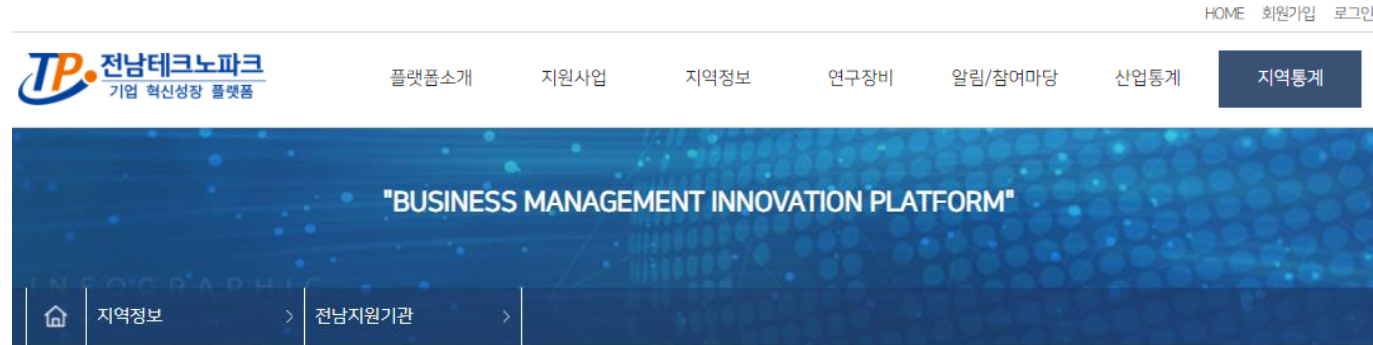 HOME 회원가입 로그인
TP 전남테크노파크
기업 혁신성장 플랫폼
플랫폼소개 지원사업 지역정보 연구장비 알림/참여마당 산업통계 지역통계
"BUSINESS MANAGEMENT INNOVATION PLATFORM"
INFOGRAPHIC
지역정보 > 전남지원기관 >